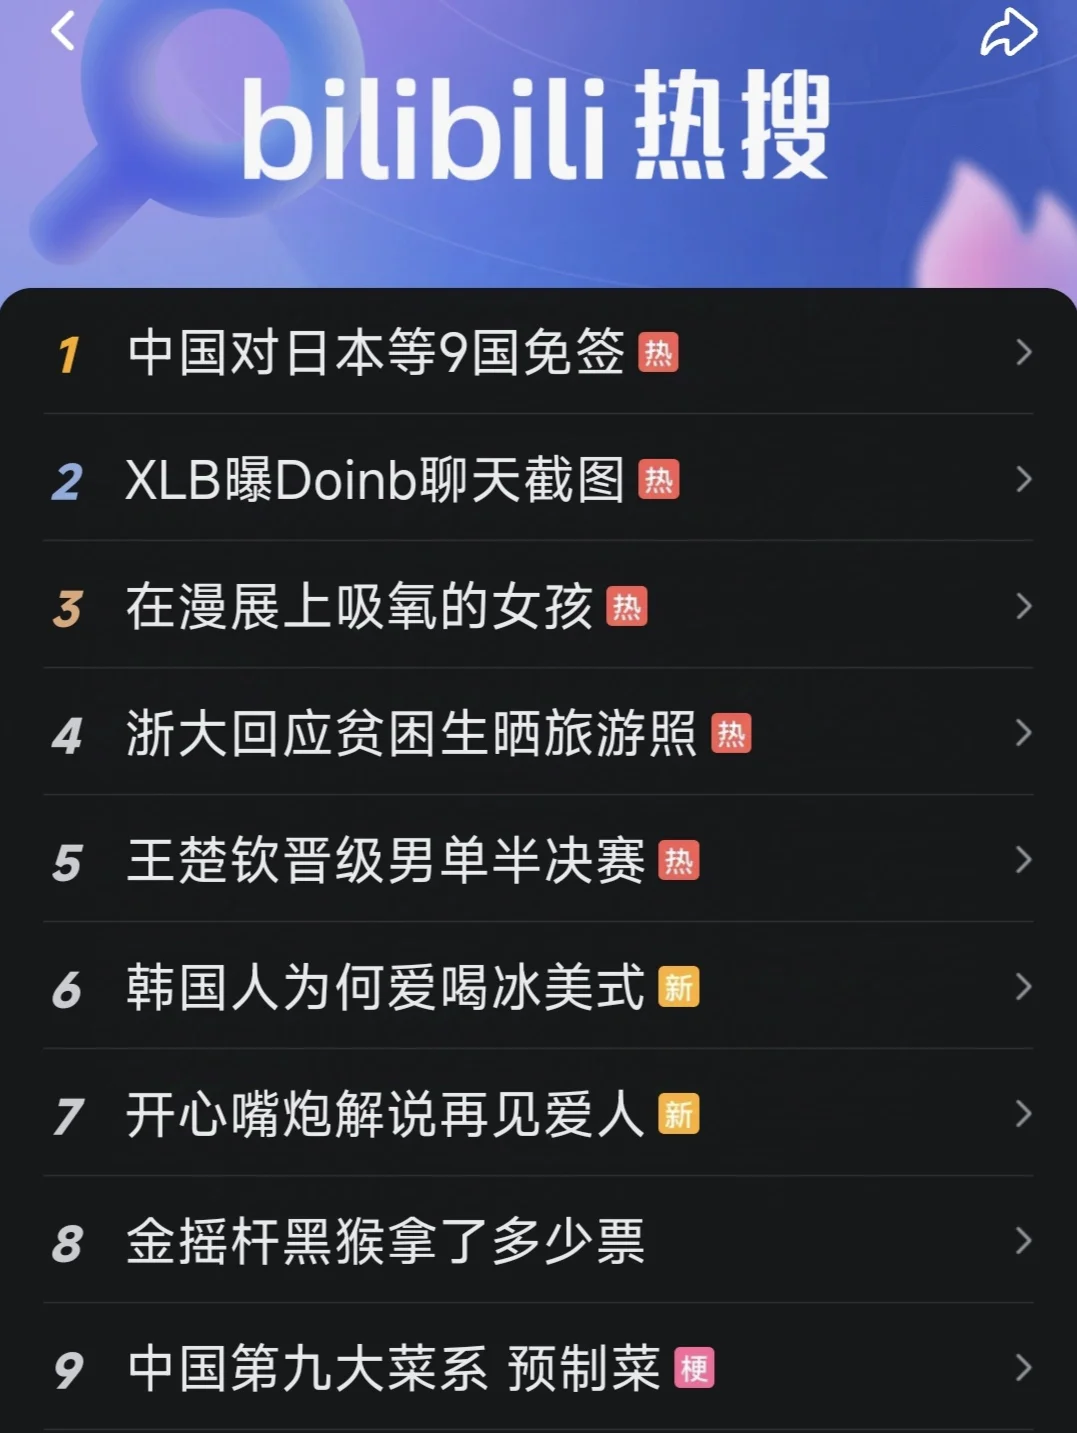 bilibili 热搜
1 中国对日本等9国免签 热
2 XLB曝Doinb聊天截图 热
3 在漫展上吸氧的女孩 热
4 浙大回应贫困生晒旅游照 热
5 王楚钦晋级男单半决赛 热
6 韩国人为何爱喝冰美式 新
7 开心嘴炮解说再见爱人 新
8 金摇杆黑猴拿了多少票
9 中国第九大菜系 预制菜 梗